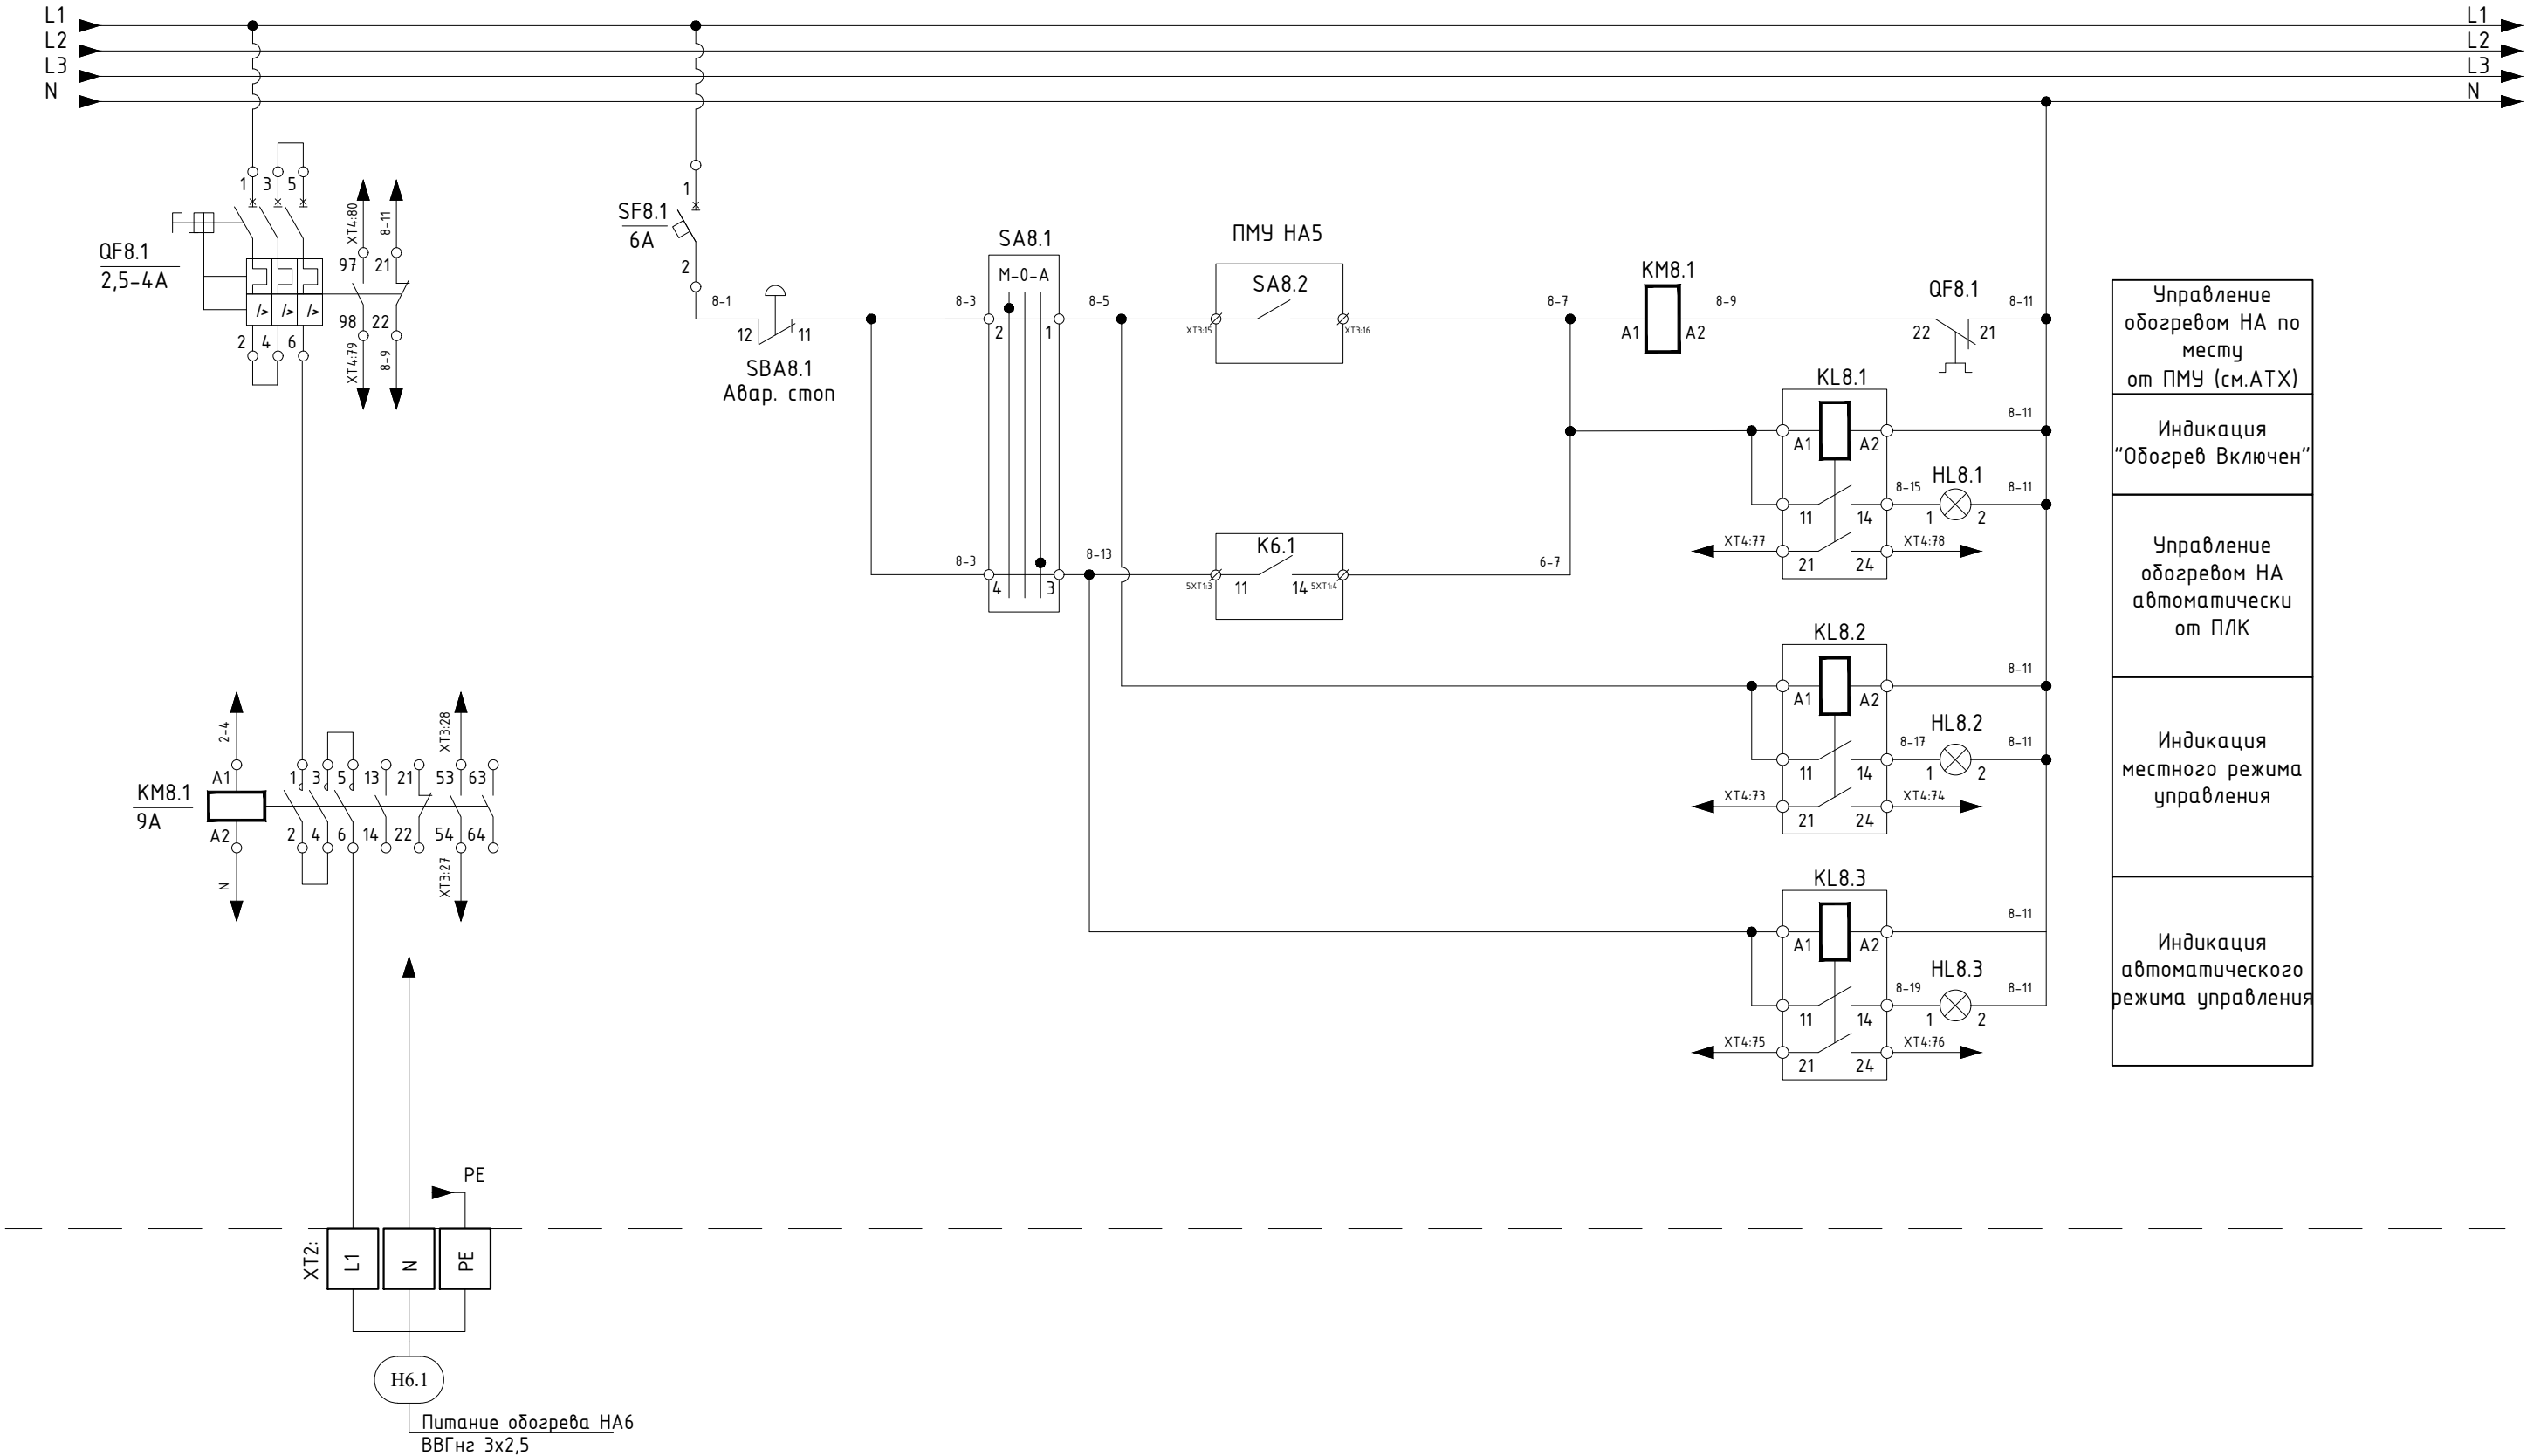 L1
L2
L3
N
L1
L2
L3
N
1
3
5
XT4:80
8-11
QF8.1
2,5-4A
97
21
I>
I>
I>
98
22
2
4
6
XT4:79
8-9
SF8.1
6A
1
2
8-1
12
11
SBA8.1
Авар. стоп
8-3
SA8.1
M-0-A
2
1
8-5
ПМУ НА5
SA8.2
XT3:15
XT3:16
8-7
KM8.1
A1
A2
8-9
QF8.1
22
21
8-11
8-3
4
3
8-13
K6.1
5XT1:3
11
14
5XT1:4
6-7
KL8.1
A1
A2
8-11
HL8.1
8-15
8-11
11
14
1
2
XT4:77
XT4:78
21
24
KL8.2
A1
A2
8-11
HL8.2
8-17
8-11
11
14
1
2
XT4:73
XT4:74
21
24
KL8.3
A1
A2
8-11
HL8.3
8-19
8-11
11
14
1
2
XT4:75
XT4:76
21
24
Управление
обогревом НА по
месту
от ПМУ (см.АТХ)
Индикация
"Обогрев Включен"
Управление
обогревом НА
автоматически
от ПЛК
Индикация
местного режима
управления
Индикация
автоматического
режима управления
2-4
XT3:28
A1
1
3
5
13
21
53
63
KM8.1
9A
A2
2
4
6
14
22
54
64
N
XT3:27
PE
XT2:
L1
N
PE
H6.1
Питание обогрева НА6
ВВГнг 3х2,5